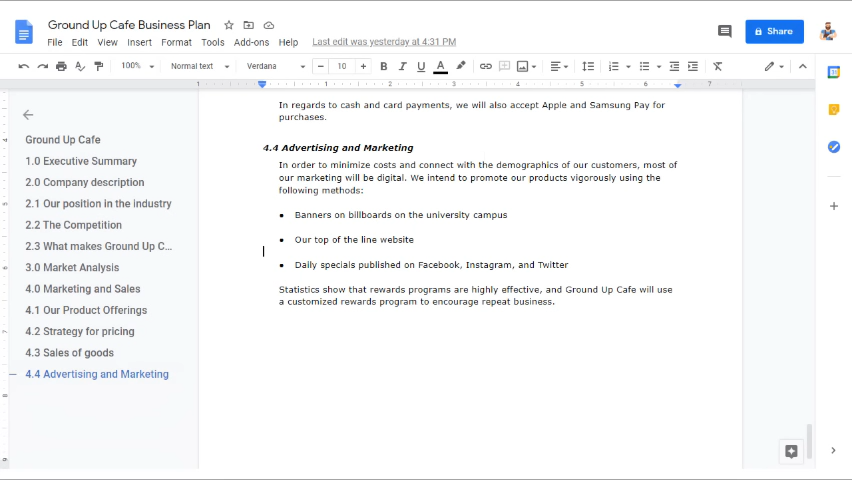 Ground Up Cafe Business Plan
File Edit View Insert Format Tools Add-ons Help Last edit was yesterday at 4:31 PM
Share
100% Normal text Verdana − 10 + B I U A
1 1 2 3 4 5 6 7
In regards to cash and card payments, we will also accept Apple and Samsung Pay for
purchases.
Ground Up Cafe
1.0 Executive Summary
2.0 Company description
2.1 Our position in the industry
2.2 The Competition
2.3 What makes Ground Up C...
3.0 Market Analysis
4.0 Marketing and Sales
4.1 Our Product Offerings
4.2 Strategy for pricing
4.3 Sales of goods
4.4 Advertising and Marketing
4.4 Advertising and Marketing
In order to minimize costs and connect with the demographics of our customers, most of
our marketing will be digital. We intend to promote our products vigorously using the
following methods:
• Banners on billboards on the university campus
• Our top of the line website
• Daily specials published on Facebook, Instagram, and Twitter
Statistics show that rewards programs are highly effective, and Ground Up Cafe will use
a customized rewards program to encourage repeat business.